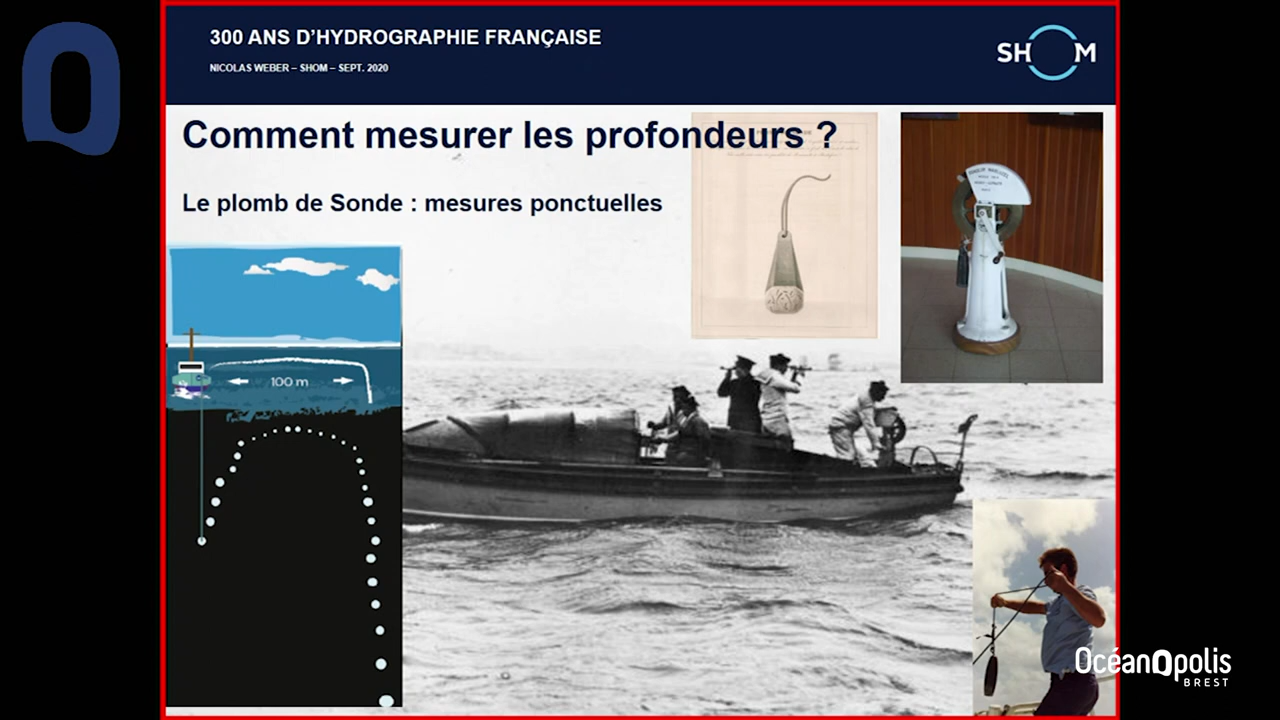 300 ANS D'HYDROGRAPHIE FRANÇAISE
NICOLAS WEBER – SHOM – SEPT. 2020
SHOM
Comment mesurer les profondeurs ?
Le plomb de Sonde : mesures ponctuelles
100 m
OcéanOpolis
BREST